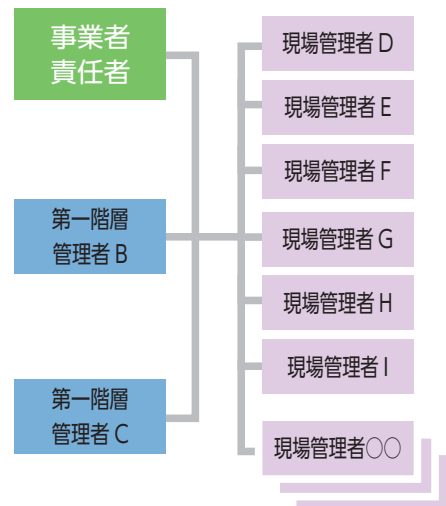 事業者
責任者
第一階層
管理者 B
第一階層
管理者 C
現場管理者 D
現場管理者 E
現場管理者 F
現場管理者 G
現場管理者 H
現場管理者 I
現場管理者○○